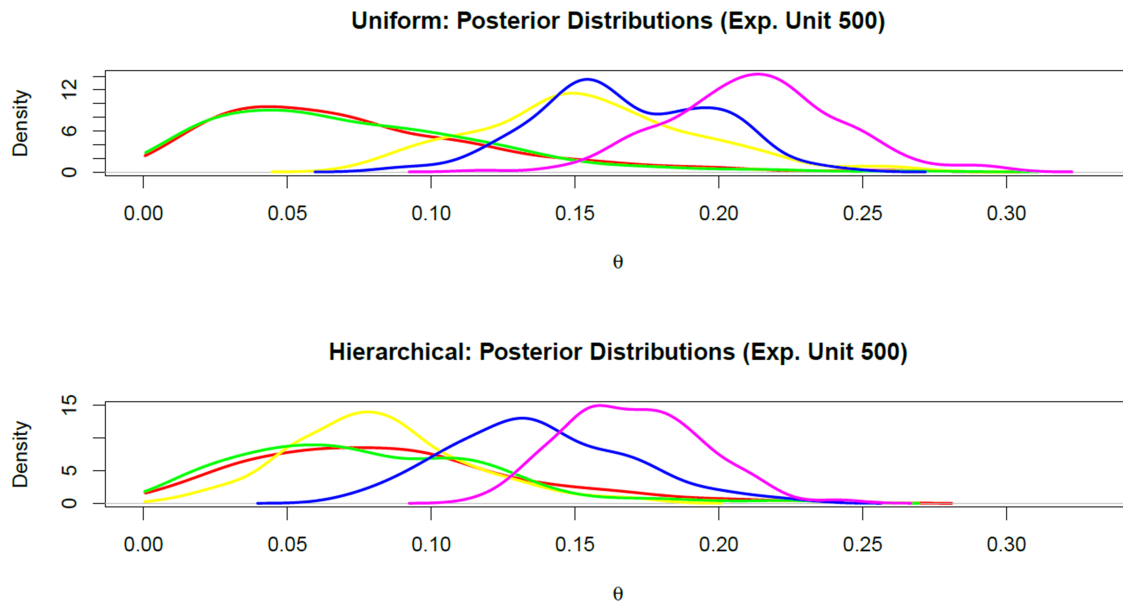 Uniform: Posterior Distributions (Exp. Unit 500)
Density
12
6
0
0.00 0.05 0.10 0.15 0.20 0.25 0.30
θ
Hierarchical: Posterior Distributions (Exp. Unit 500)
Density
15
5
0
0.00 0.05 0.10 0.15 0.20 0.25 0.30
θ